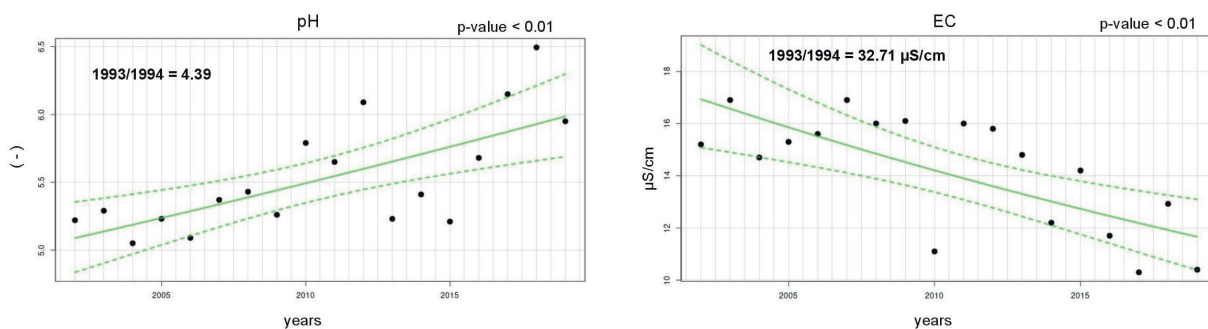 pH
p-value < 0.01
1993/1994 = 4.39
( - )
6.5
6.0
5.5
5.0
2005 2010 2015
years
EC
p-value < 0.01
1993/1994 = 32.71 µS/cm
µS/cm
18
16
14
12
10
2005 2010 2015
years